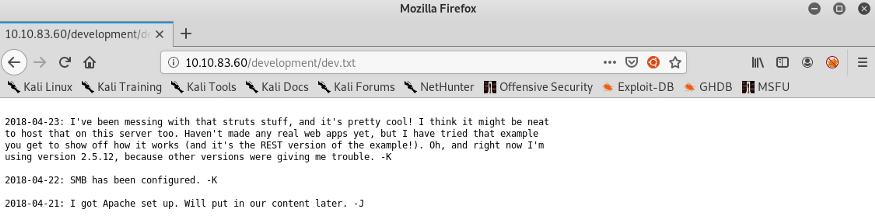 Mozilla Firefox
10.10.83.60/development/de
10.10.83.60/development/dev.txt
Kali Linux Kali Training Kali Tools Kali Docs Kali Forums NetHunter Offensive Security Exploit-DB GHDB MSFU
2018-04-23: I've been messing with that struts stuff, and it's pretty cool! I think it might be neat
to host that on this server too. Haven't made any real web apps yet, but I have tried that example
you get to show off how it works (and it's the REST version of the example!). Oh, and right now I'm
using version 2.5.12, because other versions were giving me trouble. -K
2018-04-22: SMB has been configured. -K
2018-04-21: I got Apache set up. Will put in our content later. -J